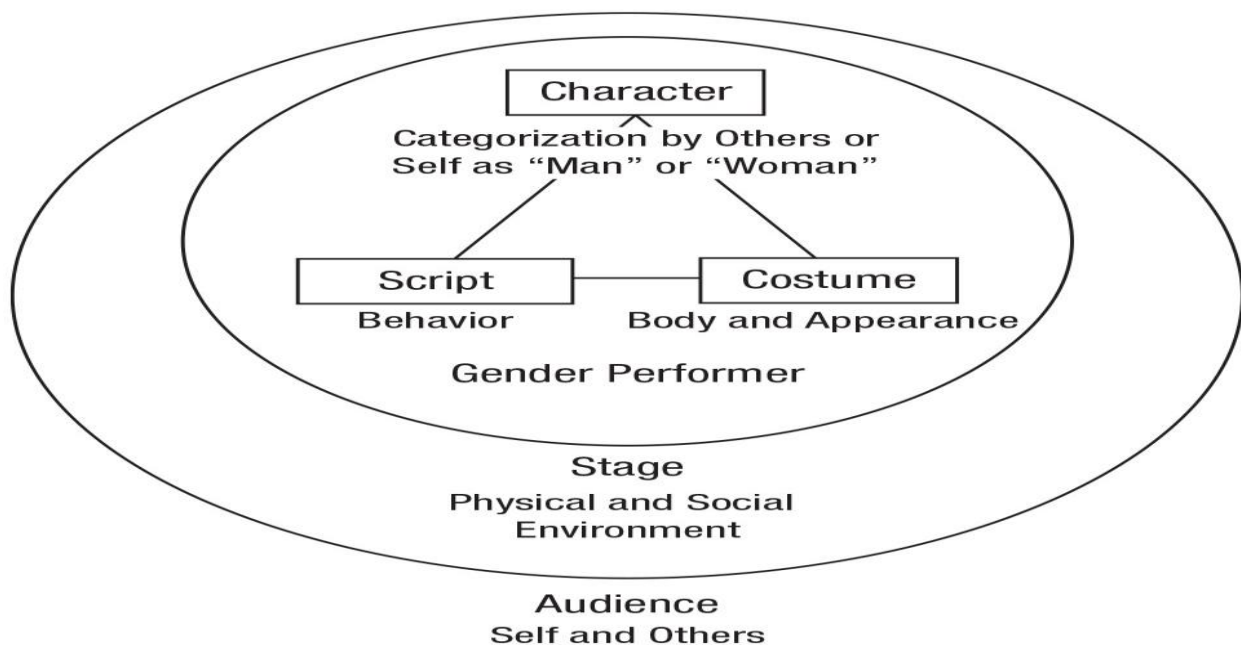 Character
Categorization by Others or
Self as “Man” or “Woman”
Script
Costume
Behavior
Body and Appearance
Gender Performer
Stage
Physical and Social
Environment
Audience
Self and Others